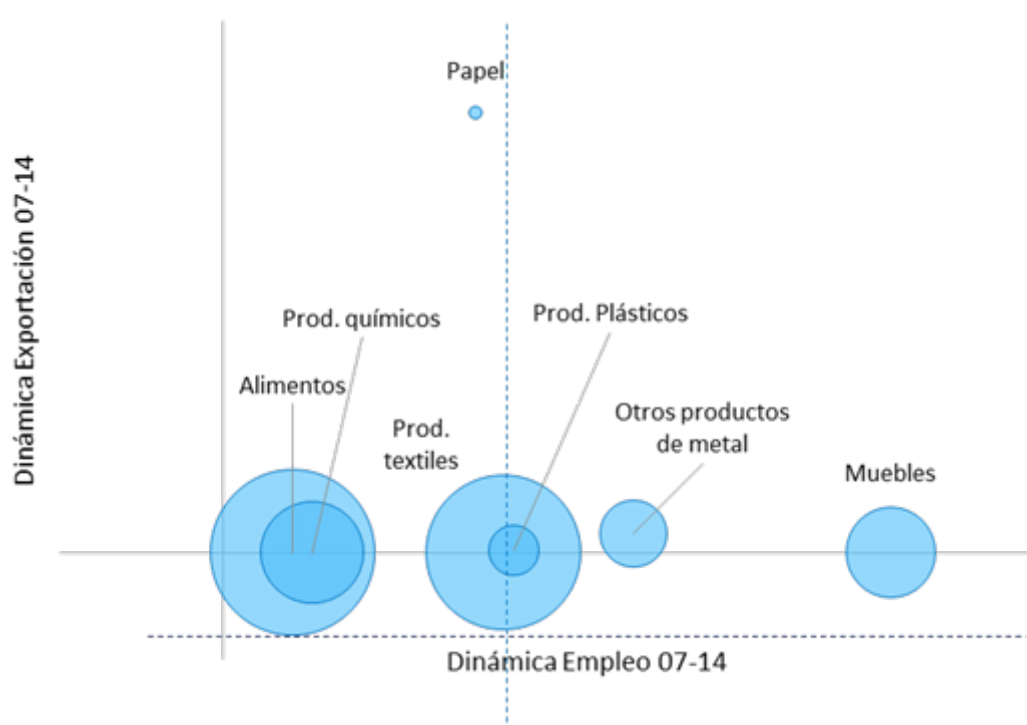 Papel
Dinámica Exportación 07-14
Prod. químicos
Prod. Plásticos
Alimentos
Prod.
textiles
Otros productos
de metal
Muebles
Dinámica Empleo 07-14